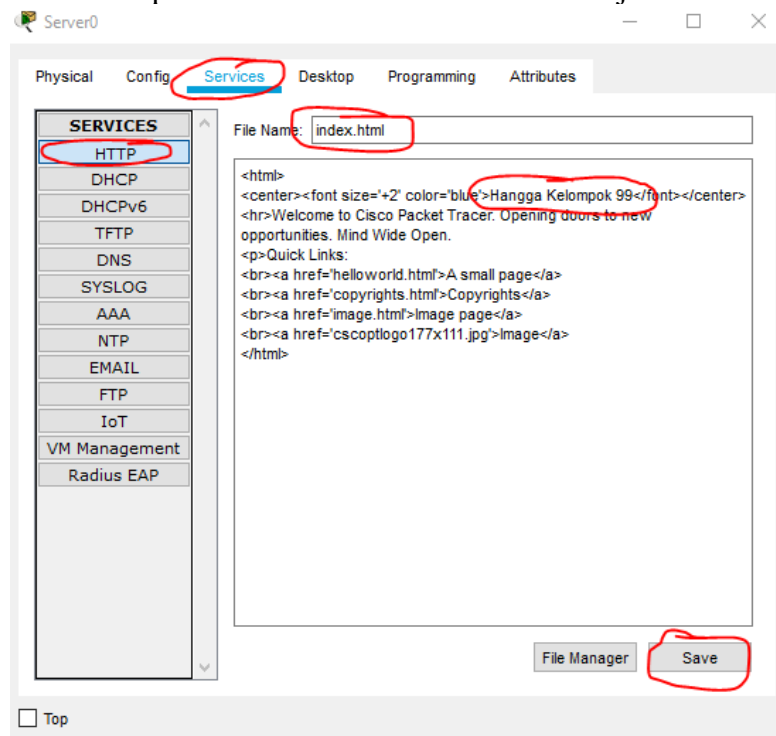 Server0
Physical Config Services Desktop Programming Attributes
SERVICES
HTTP
DHCP
DHCPv6
TFTP
DNS
SYSLOG
AAA
NTP
EMAIL
FTP
IoT
VM Management
Radius EAP
File Name: index.html
<html>
<center><font size='+2' color='blue'>Hangga Kelompok 99</font></center>
<hr>Welcome to Cisco Packet Tracer. Opening doors to new
opportunities. Mind Wide Open.
<p>Quick Links:
<br><a href='helloworld.html'>A small page</a>
<br><a href='copyrights.html'>Copyrights</a>
<br><a href='image.html'>Image page</a>
<br><a href='cscoptlogo177x111.jpg'>Image</a>
</html>
File Manager Save
Top